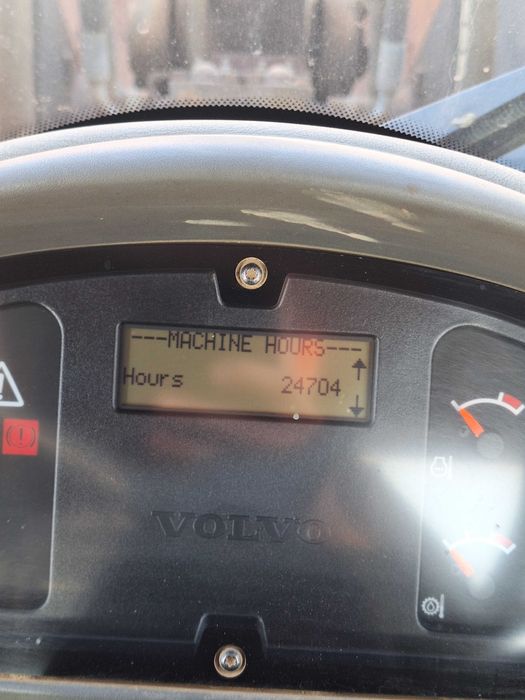 ---MACHINE HOURS---
Hours 24704
VOLVO